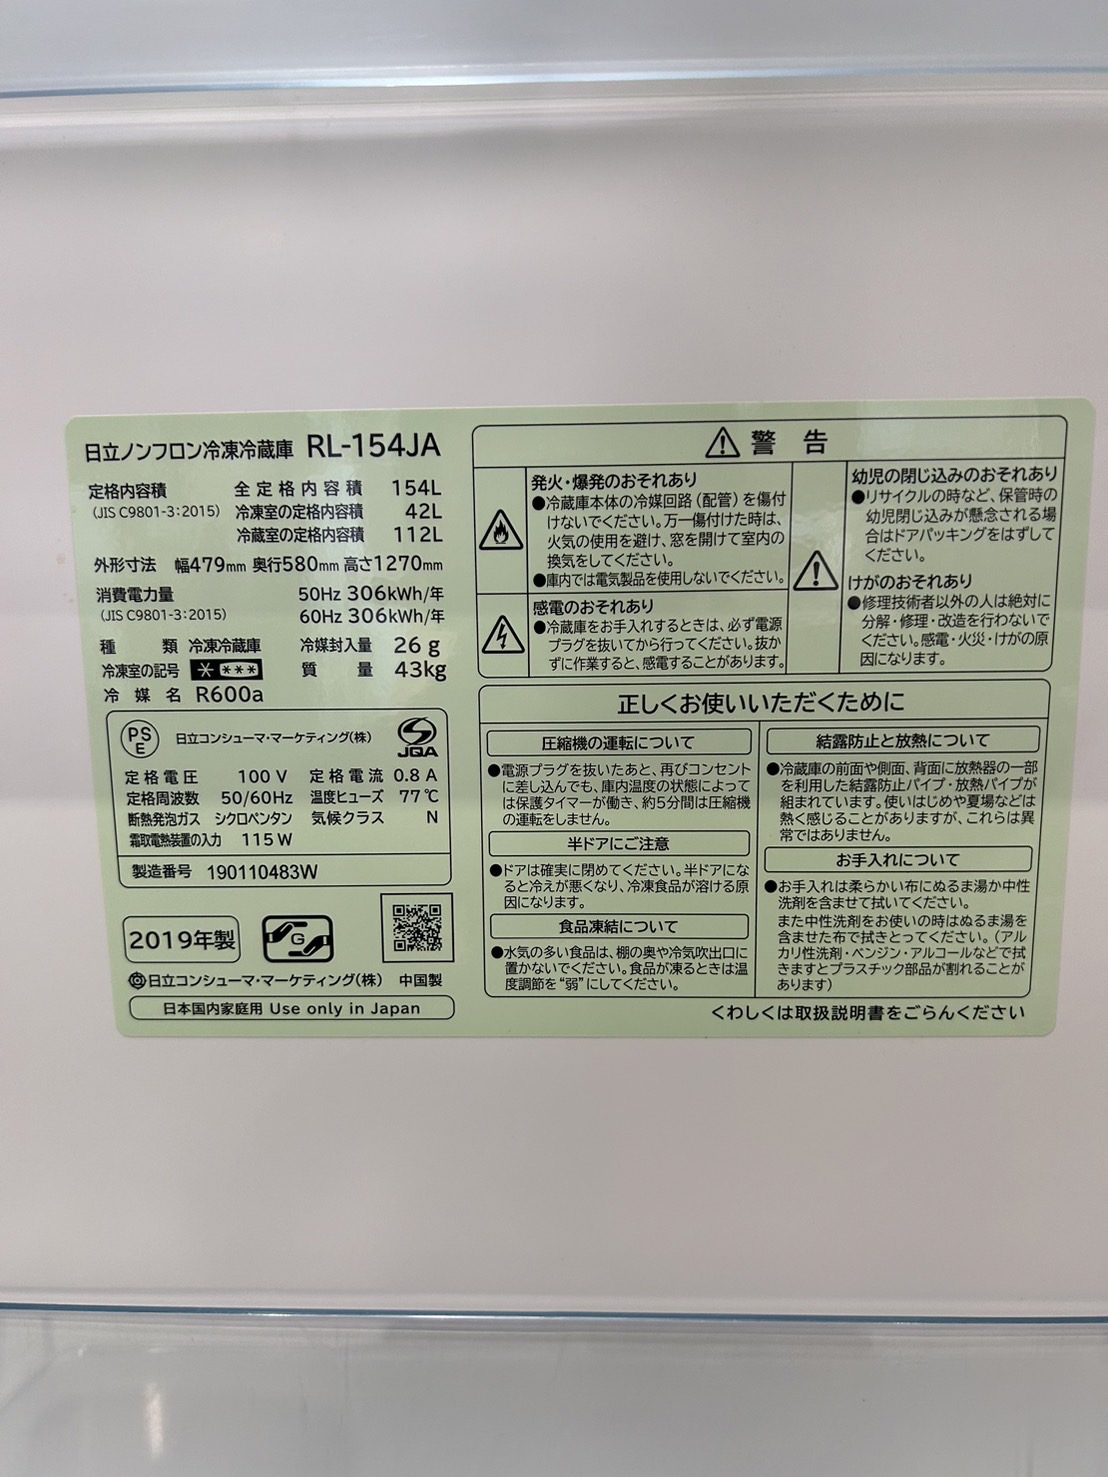 日立ノンフロン冷凍冷蔵庫 RL-154JA
定格内容積 全定格内容積 154L
(JIS C9801-3:2015) 冷凍室の定格内容積 42L
冷蔵室の定格内容積 112L
外形寸法 幅479mm 奥行580mm 高さ1270mm
消費電力量 50Hz 306kWh/年
(JIS C9801-3:2015) 60Hz 306kWh/年
種類 冷凍冷蔵庫 冷媒封入量 26g
冷凍室の記号 * *** 質量 43kg
冷媒名 R600a
PS
E
日立コンシューマ・マーケティング(株)
JQA
定格電圧 100V 定格電流 0.8A
定格周波数 50/60Hz 温度ヒューズ 77℃
断熱発泡ガス シクロペンタン 気候クラス N
霜取電熱装置の入力 115W
製造番号 190110483W
2019年製
G
日立コンシューマ・マーケティング(株) 中国製
日本国内家庭用 Use only in Japan
警告
発火・爆発のおそれあり
●冷蔵庫本体の冷媒回路(配管)を傷付
けないでください。万一傷付けた時は、
火気の使用を避け、窓を開けて室内の
換気をしてください。
●庫内では電気製品を使用しないでください。
感電のおそれあり
●冷蔵庫をお手入れするときは、必ず電源
プラグを抜いてから行ってください。抜か
ずに作業すると、感電することがあります。
幼児の閉じ込みのおそれあり
●リサイクルの時など、保管時の
幼児閉じ込みが懸念される場
合はドアパッキングをはずして
ください。
けがのおそれあり
●修理技術者以外の人は絶対に
分解・修理・改造を行わないで
ください。感電・火災・けがの原
因になります。
正しくお使いいただくために
圧縮機の運転について
●電源プラグを抜いたあと、再びコンセント
に差し込んでも、庫内温度の状態によって
は保護タイマーが働き、約5分間は圧縮機
の運転をしません。
半ドアにご注意
●ドアは確実に閉めてください。半ドアにな
ると冷えが悪くなり、冷凍食品が溶ける原
因になります。
食品凍結について
●水気の多い食品は、棚の奥や冷気吹出口に
置かないでください。食品が凍るときは温
度調節を“弱”にしてください。
結露防止と放熱について
●冷蔵庫の前面や側面、背面に放熱器の一部
を利用した結露防止パイプ・放熱パイプが
組まれています。使いはじめや夏場などは
熱く感じることがありますが、これらは異
常ではありません。
お手入れについて
●お手入れは柔らかい布にぬるま湯か中性
洗剤を含ませて拭いてください。
また中性洗剤をお使いの時はぬるま湯を
含ませた布で拭きとってください。(アル
カリ性洗剤・ベンジン・アルコールなどで拭
きますとプラスチック部品が割れることが
あります)
くわしくは取扱説明書をごらんください